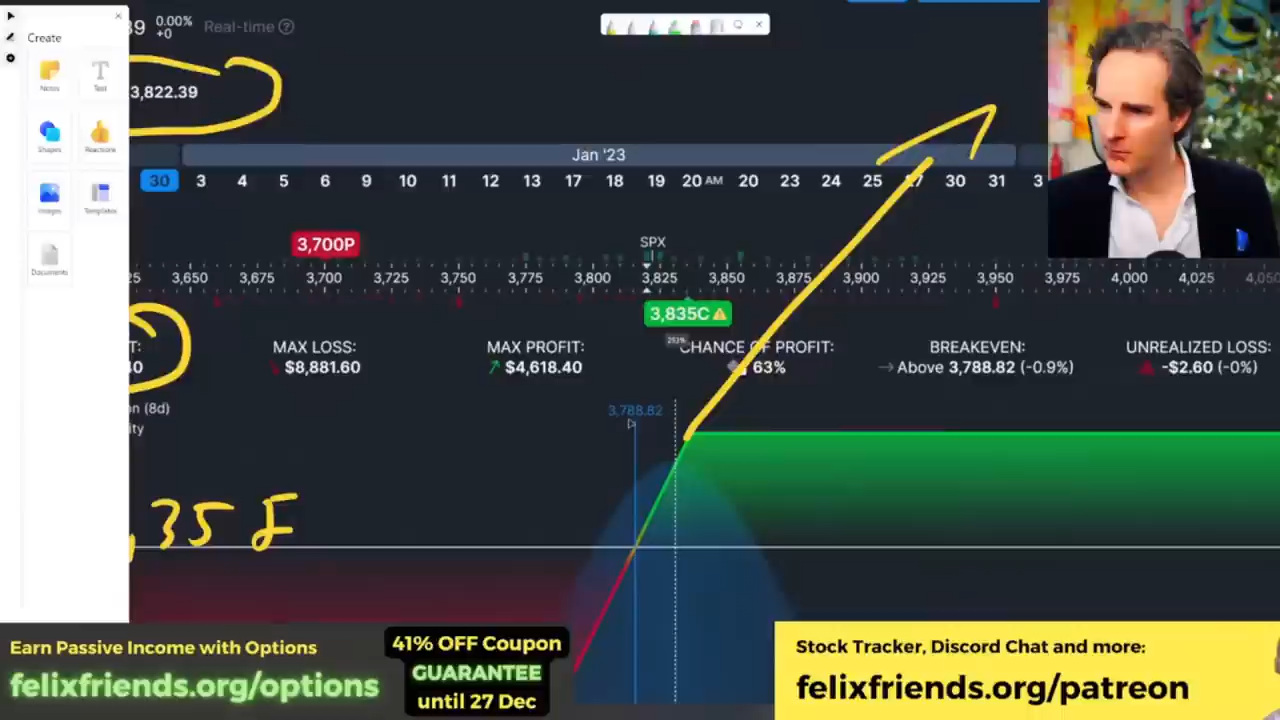 39 0.00% Real-time
+0
Create
Notes Text
3,822.39
Shapes Reactions
Jan '23
30 3 4 5 6 9 10 11 12 13 17 18 19 20 AM 20 23 24 25 27 30 31 3
Images Templates
3,700P SPX
Documents
25 3,650 3,675 3,700 3,725 3,750 3,775 3,800 3,825 3,850 3,875 3,900 3,925 3,950 3,975 4,000 4,025 4,050
3,835C
T: MAX LOSS: MAX PROFIT: CHANCE OF PROFIT: BREAKEVEN: UNREALIZED LOSS:
40 $8,881.60 $4,618.40 63% Above 3,788.82 (-0.9%) -$2.60 (-0%)
n (8d) 3,788.82
ity
,35
Earn Passive Income with Options
felixfriends.org/options
41% OFF Coupon
GUARANTEE
until 27 Dec
Stock Tracker, Discord Chat and more:
felixfriends.org/patreon